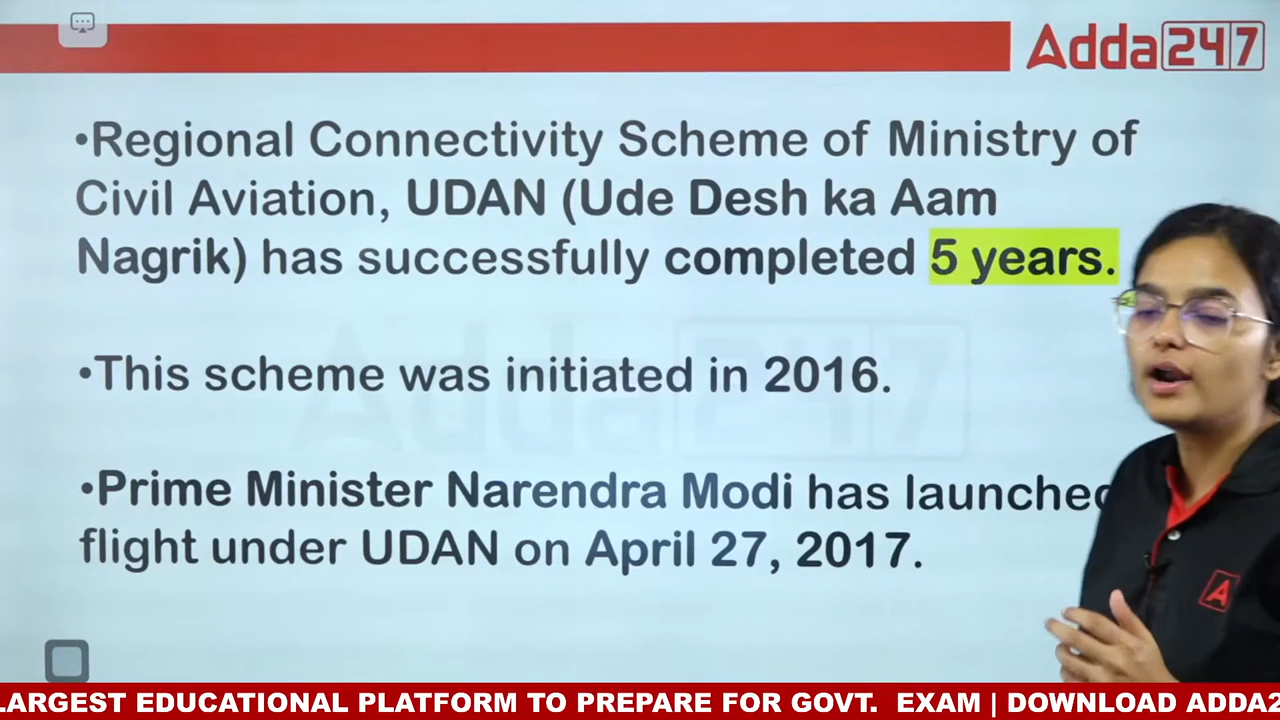 Adda247
•Regional Connectivity Scheme of Ministry of
Civil Aviation, UDAN (Ude Desh ka Aam
Nagrik) has successfully completed 5 years.
•This scheme was initiated in 2016.
•Prime Minister Narendra Modi has launched
flight under UDAN on April 27, 2017.
Adda247
A
LARGEST EDUCATIONAL PLATFORM TO PREPARE FOR GOVT. EXAM | DOWNLOAD ADDA2